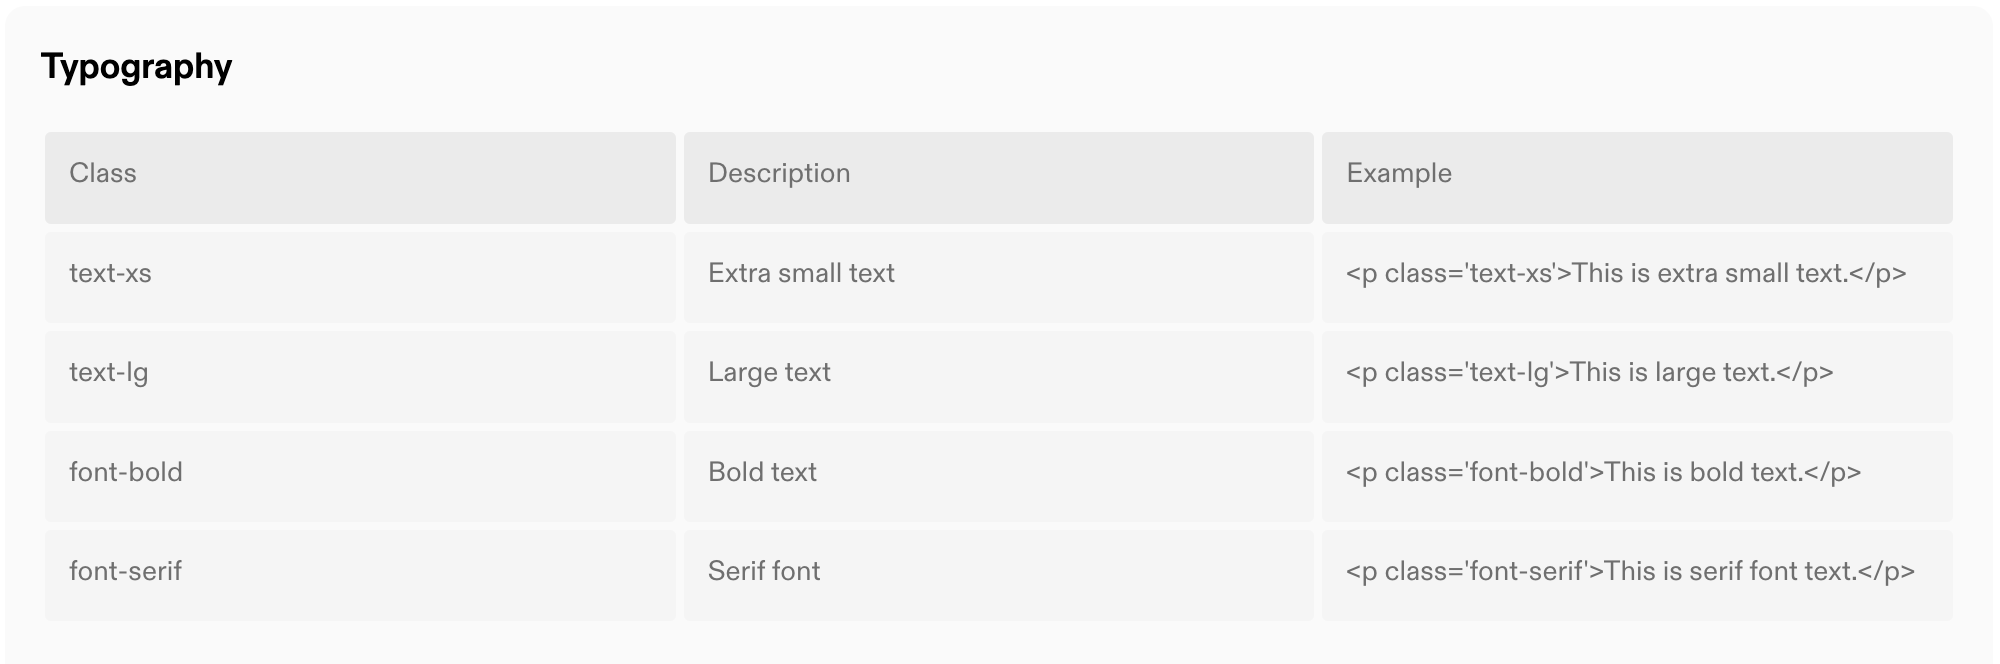 Typography
Class Description Example
text-xs Extra small text <p class='text-xs'>This is extra small text.</p>
text-lg Large text <p class='text-lg'>This is large text.</p>
font-bold Bold text <p class='font-bold'>This is bold text.</p>
font-serif Serif font <p class='font-serif'>This is serif font text.</p>